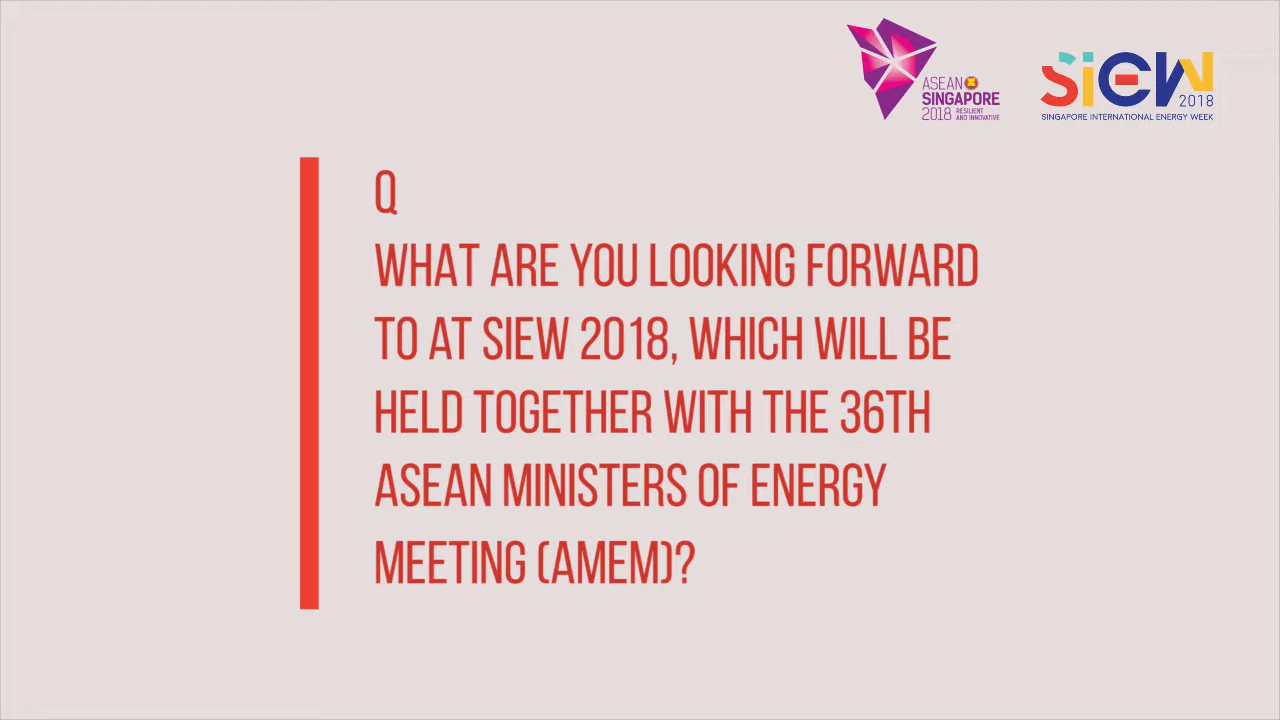 ASEAN
SINGAPORE
2018 RESILIENT AND INNOVATIVE
SiEW
2018
SINGAPORE INTERNATIONAL ENERGY WEEK
Q
WHAT ARE YOU LOOKING FORWARD
TO AT SIEW 2018, WHICH WILL BE
HELD TOGETHER WITH THE 36TH
ASEAN MINISTERS OF ENERGY
MEETING (AMEM)?